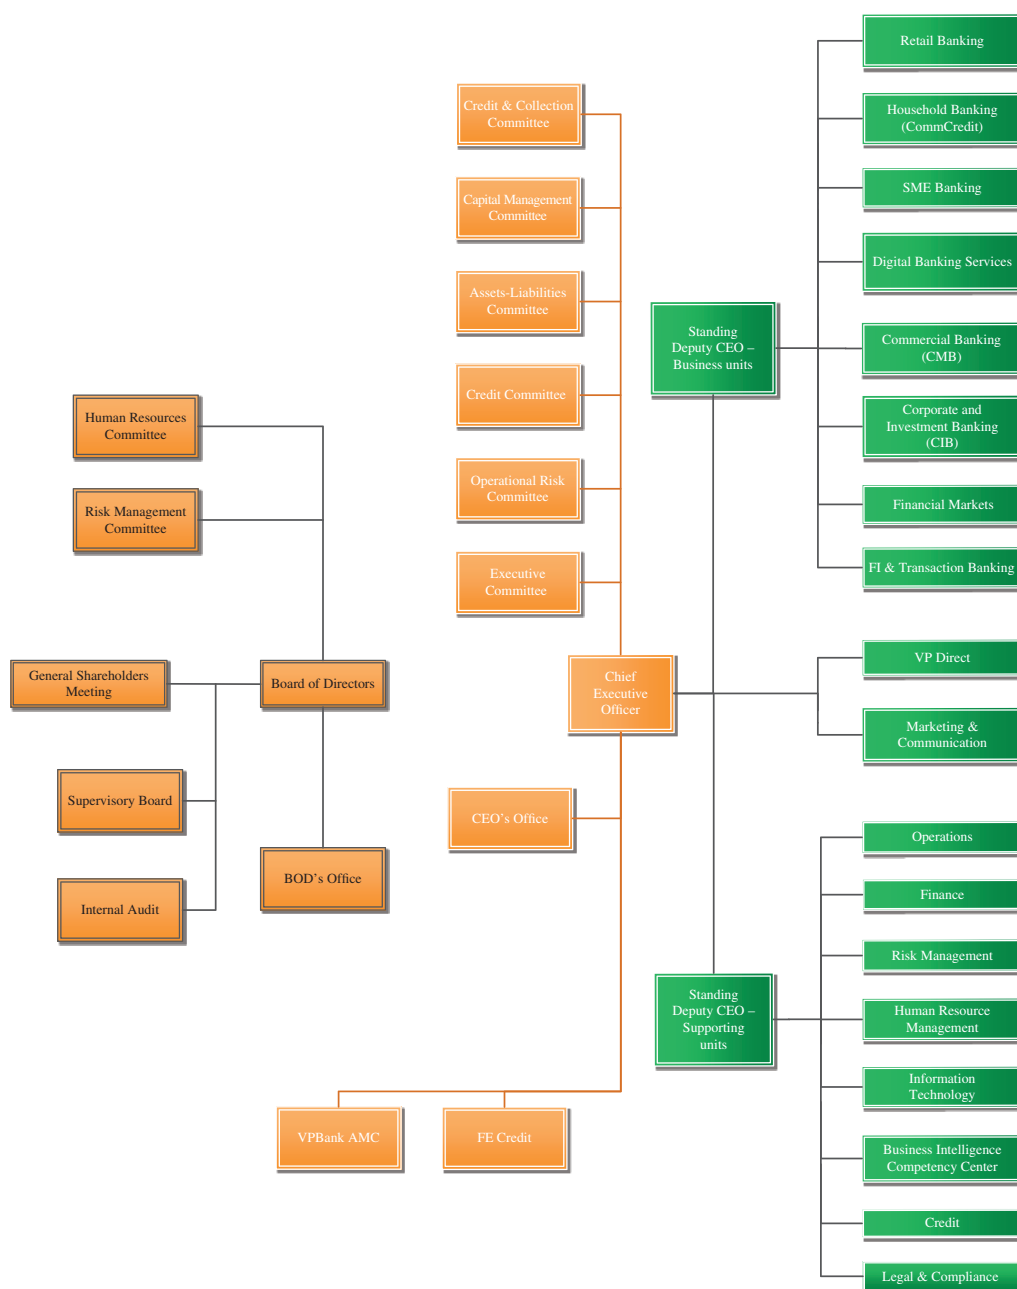 Human Resources
Committee
Risk Management
Committee
General Shareholders
Meeting
Board of Directors
Supervisory Board
Internal Audit
BOD’s Office
Credit & Collection
Committee
Capital Management
Committee
Assets-Liabilities
Committee
Credit Committee
Operational Risk
Committee
Executive
Committee
Chief
Executive
Officer
CEO’s Office
VPBank AMC
FE Credit
Standing
Deputy CEO –
Business units
Standing
Deputy CEO –
Supporting
units
Retail Banking
Household Banking
(CommCredit)
SME Banking
Digital Banking Services
Commercial Banking
(CMB)
Corporate and
Investment Banking
(CIB)
Financial Markets
FI & Transaction Banking
VP Direct
Marketing &
Communication
Operations
Finance
Risk Management
Human Resource
Management
Information
Technology
Business Intelligence
Competency Center
Credit
Legal & Compliance